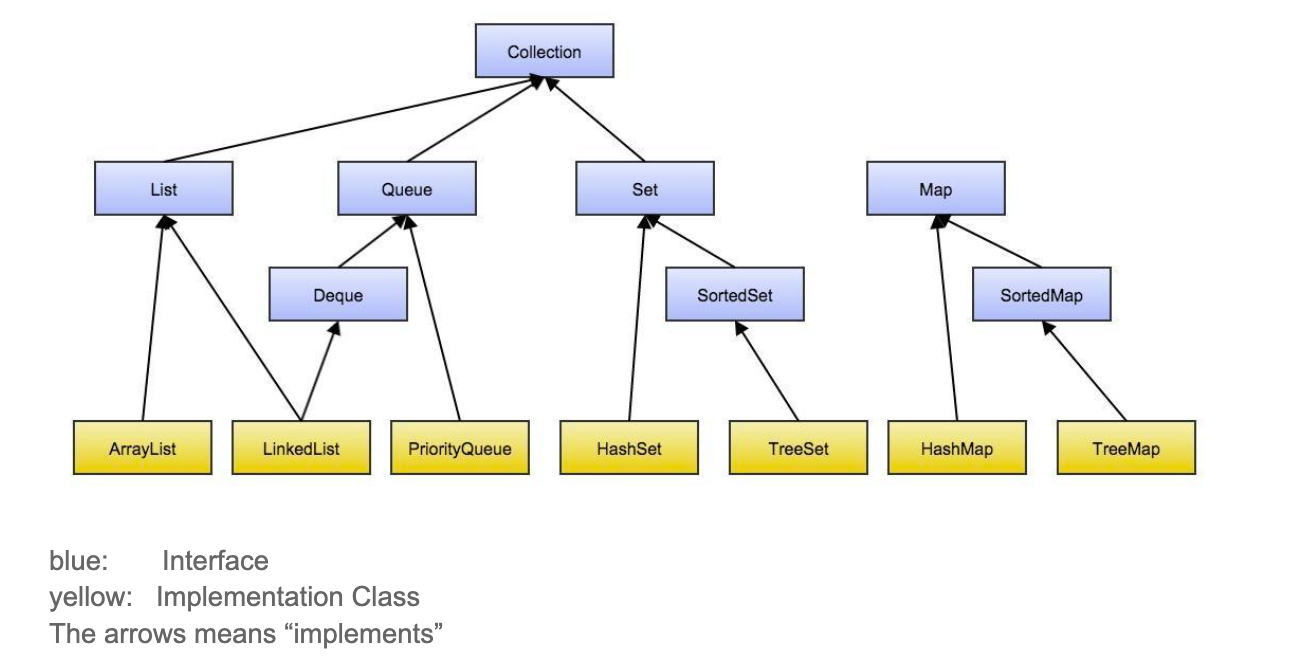 Collection
List
Queue
Set
Map
Deque
SortedSet
SortedMap
ArrayList
LinkedList
PriorityQueue
HashSet
TreeSet
HashMap
TreeMap
blue: Interface
yellow: Implementation Class
The arrows means “implements”